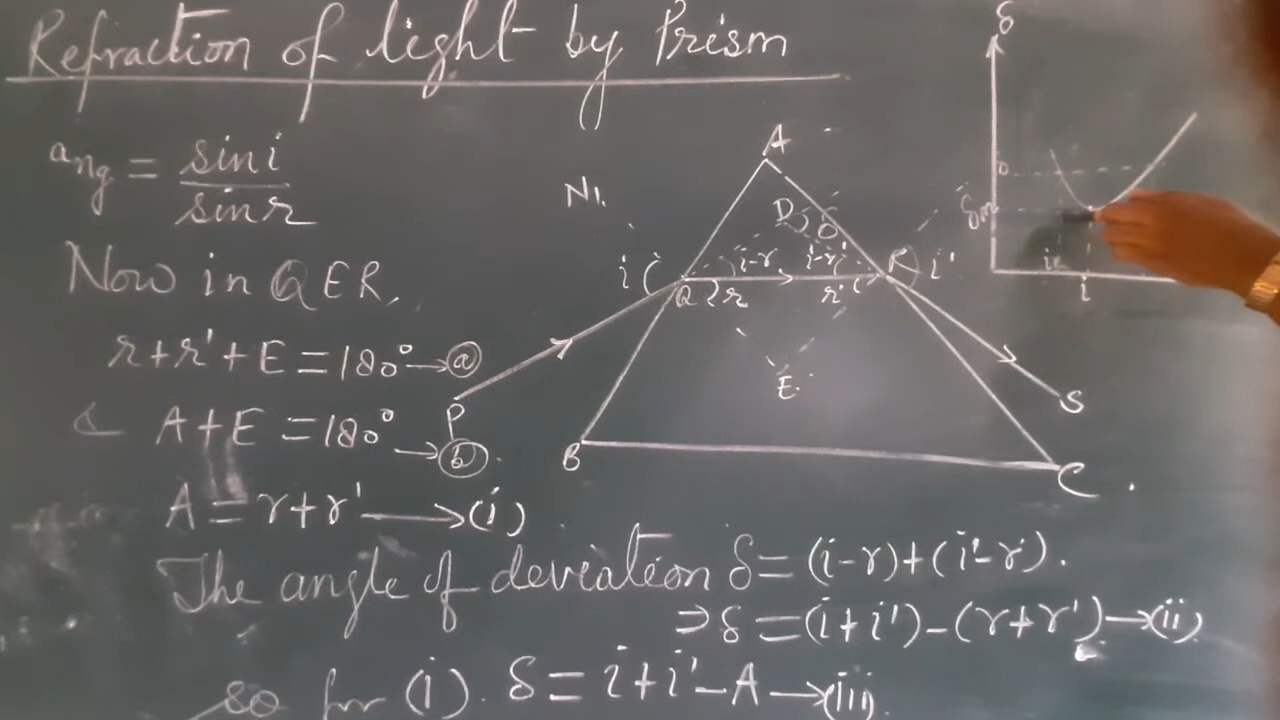 Refraction of light by Prism
ang = sini / sinr
Now in QER,
r+r'+E=180°→(a)
& A+E=180°→(b).
A=r+r'→(i)
The angle of deviation δ=(i-r)+(i'-r').
⇒δ=(i+i')-(r+r')→(ii)
so for (i). δ=i+i'-A→(iii)
A
N1.
D δ
i i-r i'-r' R i'
Q r r'
E.
P
S
B
C
δ
δm
i